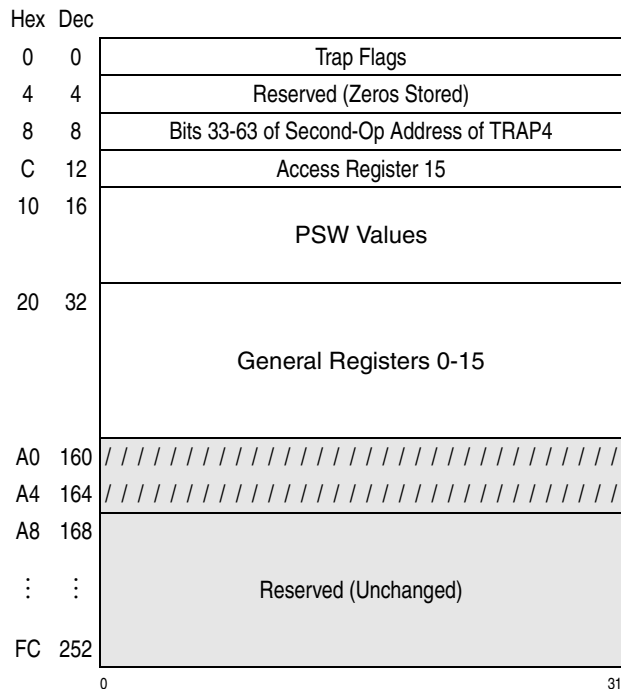 Hex Dec
0 0 Trap Flags
4 4 Reserved (Zeros Stored)
8 8 Bits 33-63 of Second-Op Address of TRAP4
C 12 Access Register 15
10 16
PSW Values
20 32
General Registers 0-15
A0 160 / / / / / / / / / / / / / / / / / / / / / / / / / / / / / / / /
A4 164 / / / / / / / / / / / / / / / / / / / / / / / / / / / / / / / /
A8 168
⋮ ⋮ Reserved (Unchanged)
FC 252
0 31